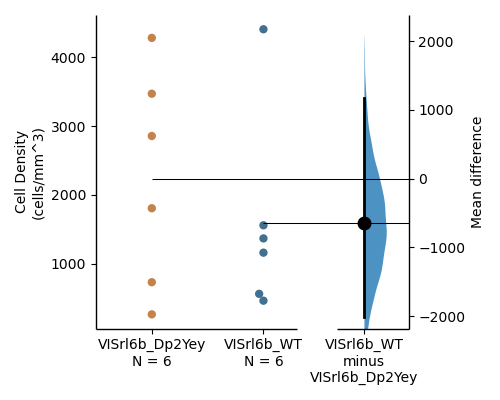 Cell Density
(cells/mm^3)
4000
3000
2000
1000
2000
1000
0
−1000
−2000
Mean difference
VISrl6b_Dp2Yey
N = 6
VISrl6b_WT
N = 6
VISrl6b_WT
minus
VISrl6b_Dp2Yey